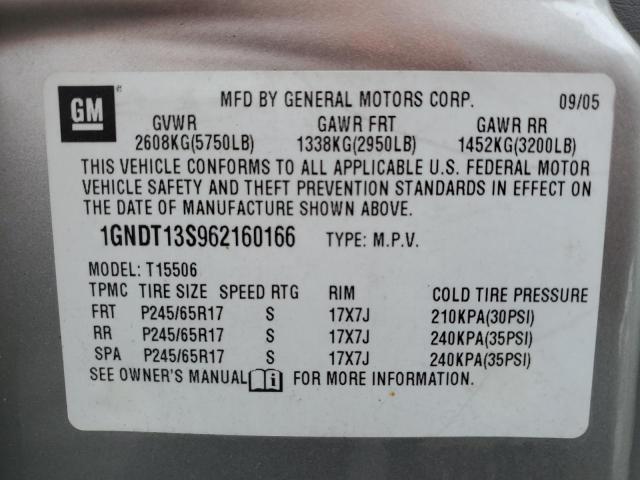 GM
MFD BY GENERAL MOTORS CORP. 09/05
GVWR GAWR FRT GAWR RR
2608KG(5750LB) 1338KG(2950LB) 1452KG(3200LB)
THIS VEHICLE CONFORMS TO ALL APPLICABLE U.S. FEDERAL MOTOR
VEHICLE SAFETY AND THEFT PREVENTION STANDARDS IN EFFECT ON
THE DATE OF MANUFACTURE SHOWN ABOVE.
1GNDT13S962160166 TYPE: M.P.V.
MODEL: T15506
TPMC TIRE SIZE SPEED RTG RIM COLD TIRE PRESSURE
FRT P245/65R17 S 17X7J 210KPA(30PSI)
RR P245/65R17 S 17X7J 240KPA(35PSI)
SPA P245/65R17 S 17X7J 240KPA(35PSI)
SEE OWNER'S MANUAL i FOR MORE INFORMATION.